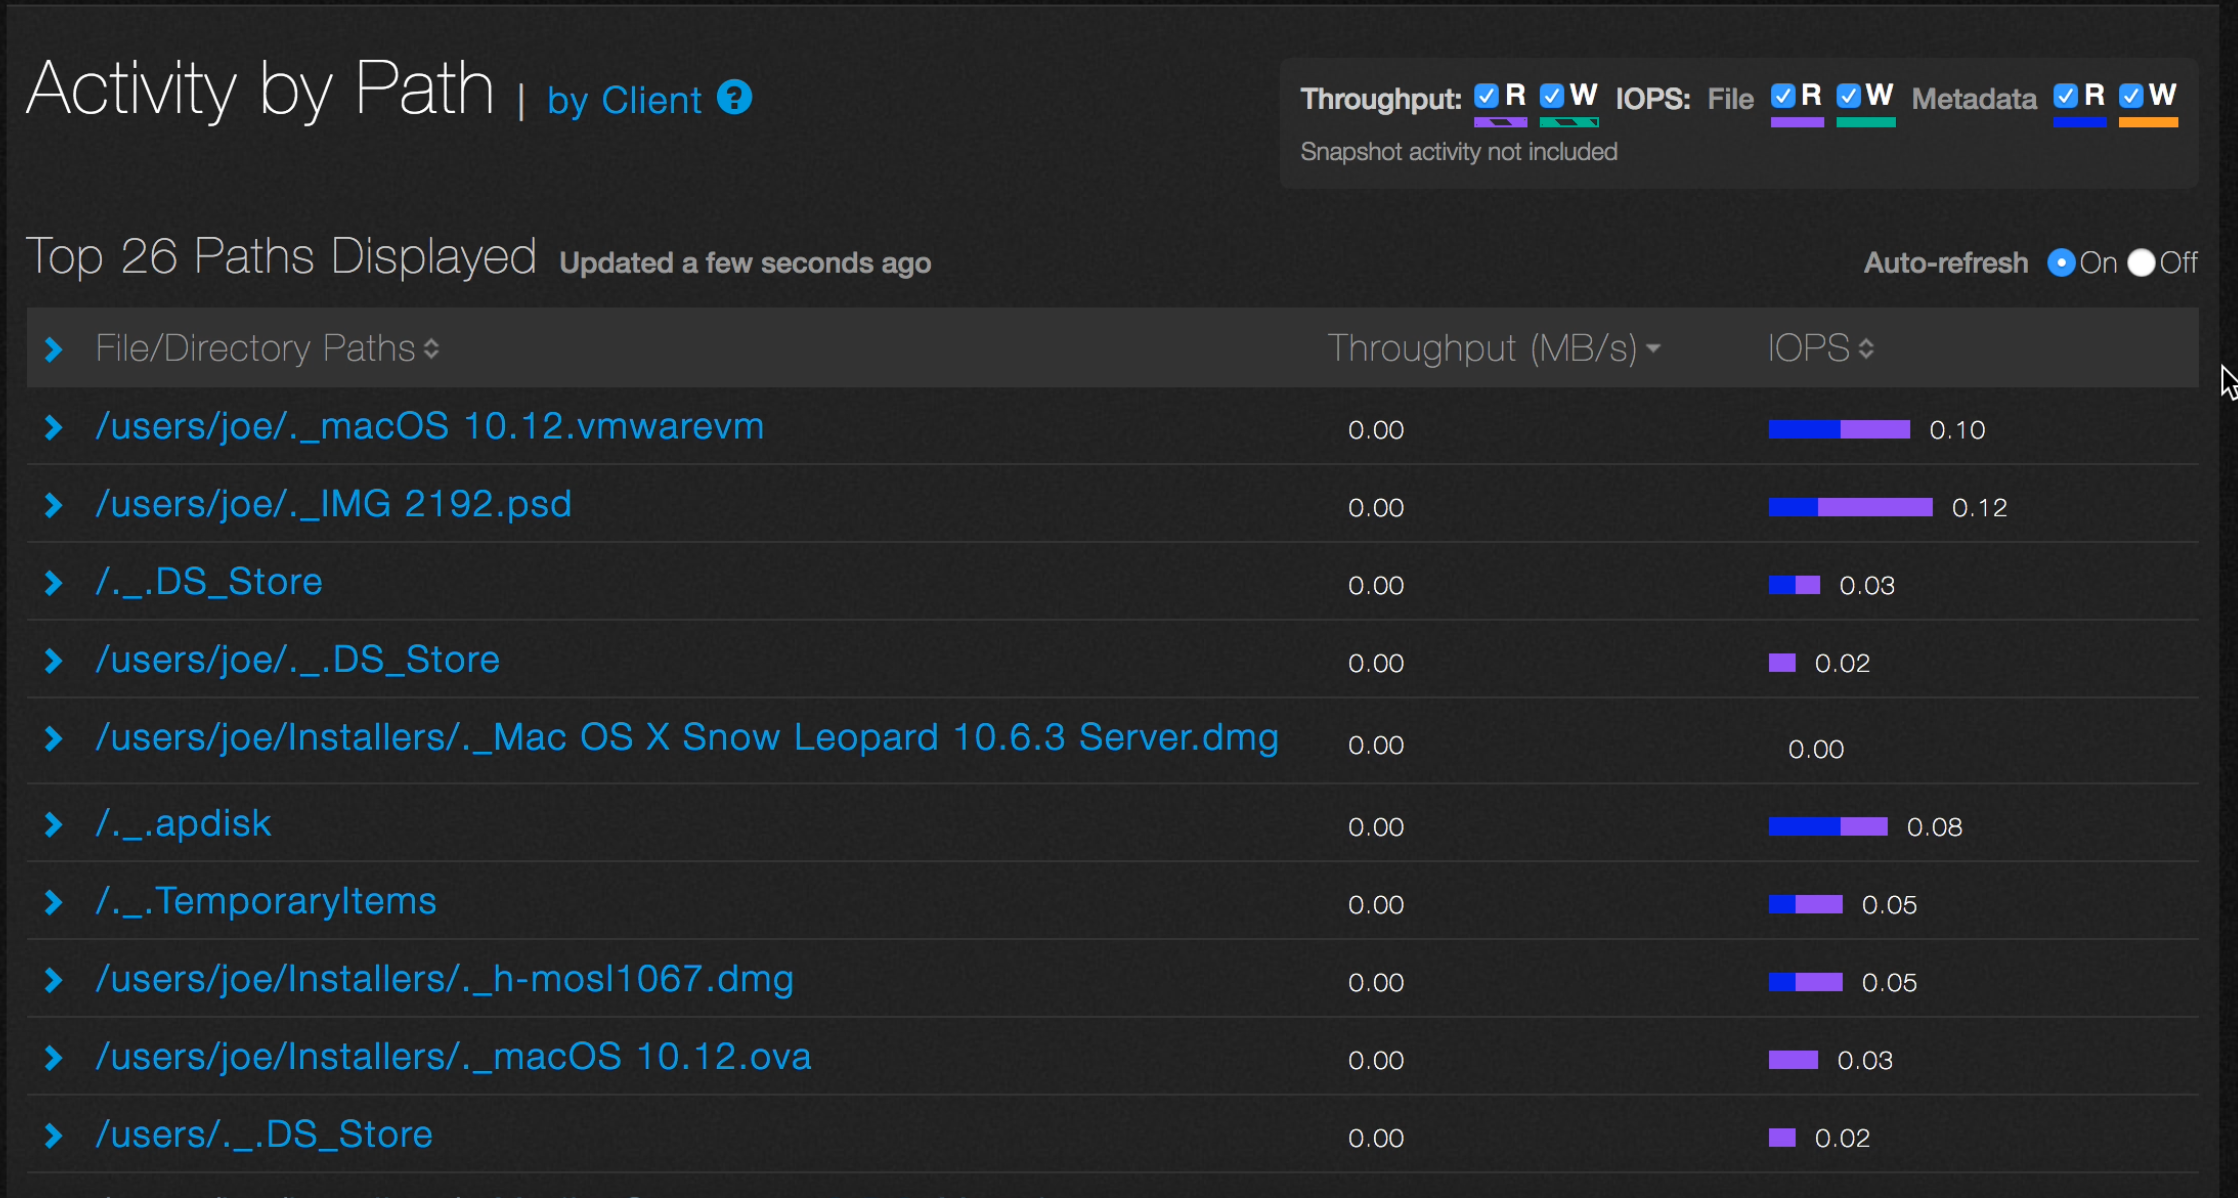 Activity by Path | by Client ?
Throughput: R W IOPS: File R W Metadata R W
Snapshot activity not included
Top 26 Paths Displayed Updated a few seconds ago
Auto-refresh On Off
File/Directory Paths Throughput (MB/s) IOPS
/users/joe/._macOS 10.12.vmwarevm 0.00 0.10
/users/joe/._IMG 2192.psd 0.00 0.12
/._.DS_Store 0.00 0.03
/users/joe/._.DS_Store 0.00 0.02
/users/joe/Installers/._Mac OS X Snow Leopard 10.6.3 Server.dmg 0.00 0.00
/._.apdisk 0.00 0.08
/._.TemporaryItems 0.00 0.05
/users/joe/Installers/._h-mosl1067.dmg 0.00 0.05
/users/joe/Installers/._macOS 10.12.ova 0.00 0.03
/users/._.DS_Store 0.00 0.02